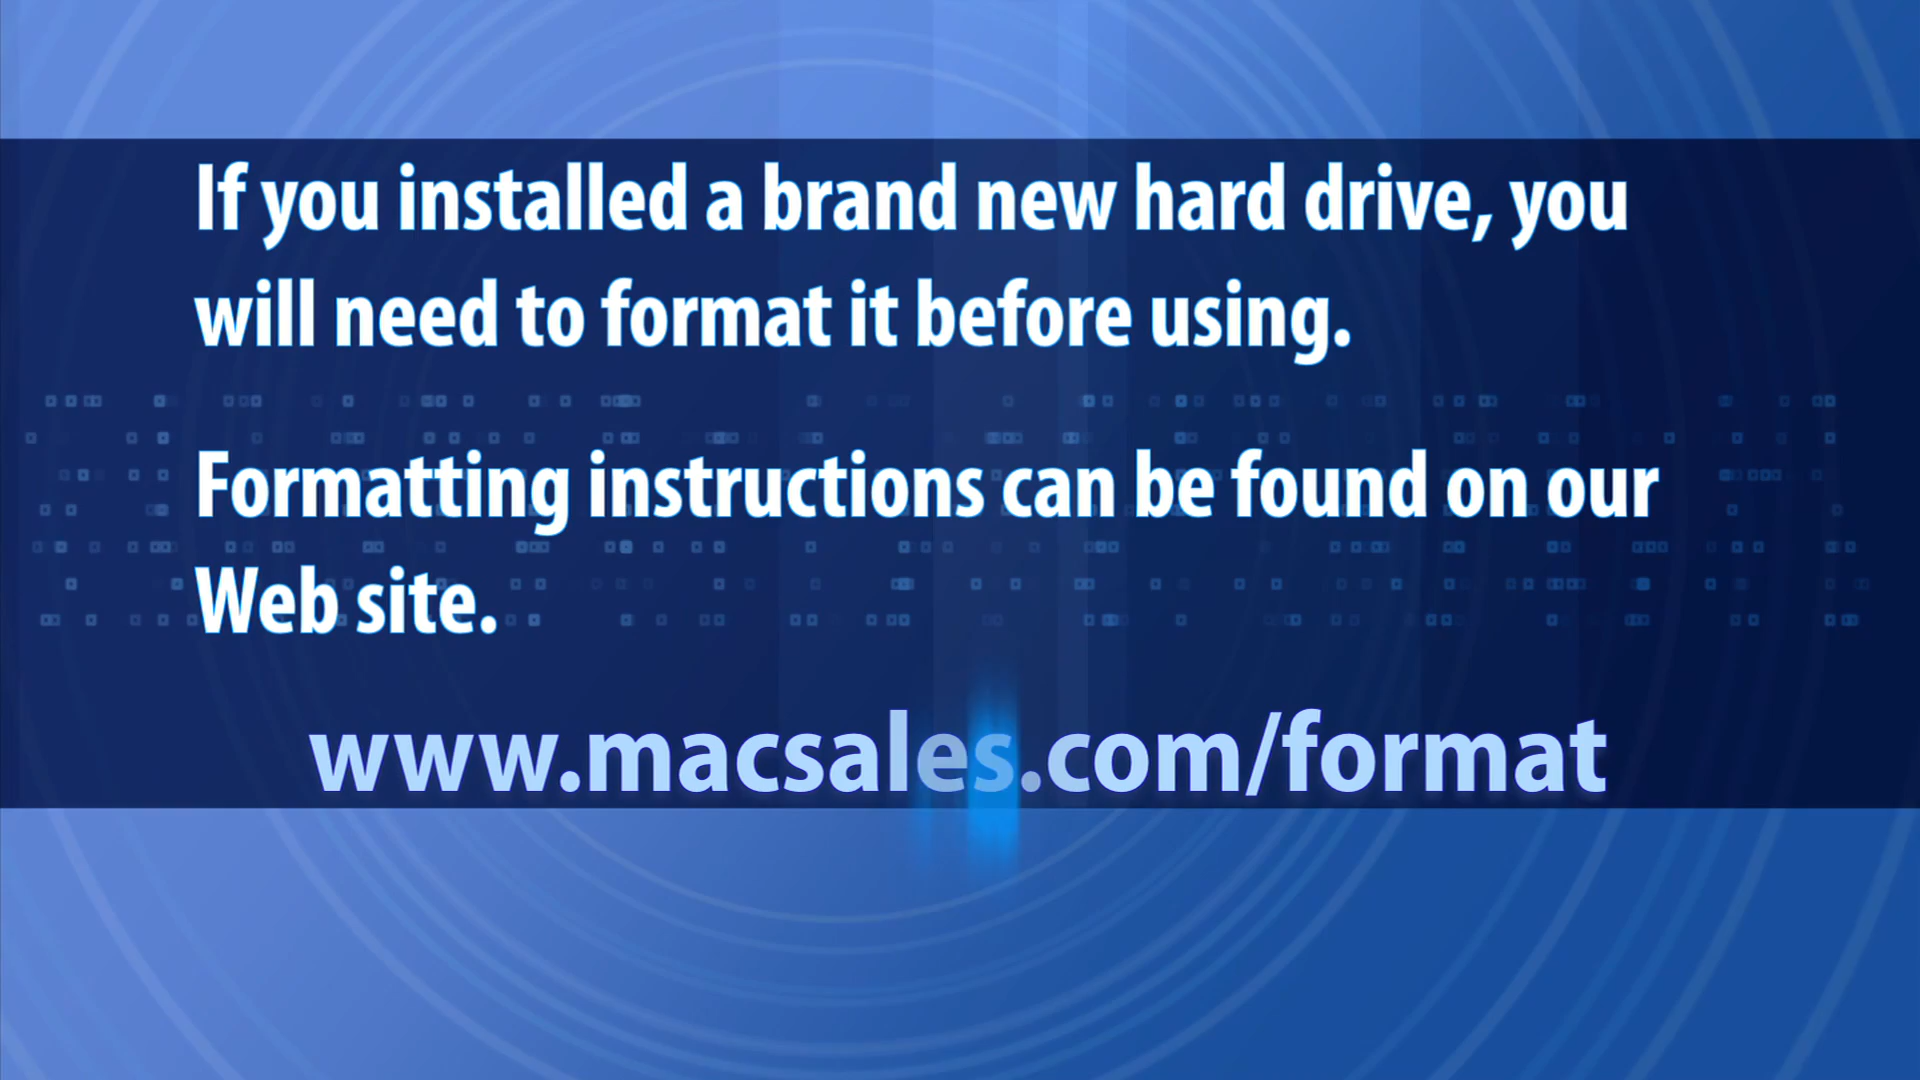 If you installed a brand new hard drive, you
will need to format it before using.
Formatting instructions can be found on our
Web site.
www.macsales.com/format